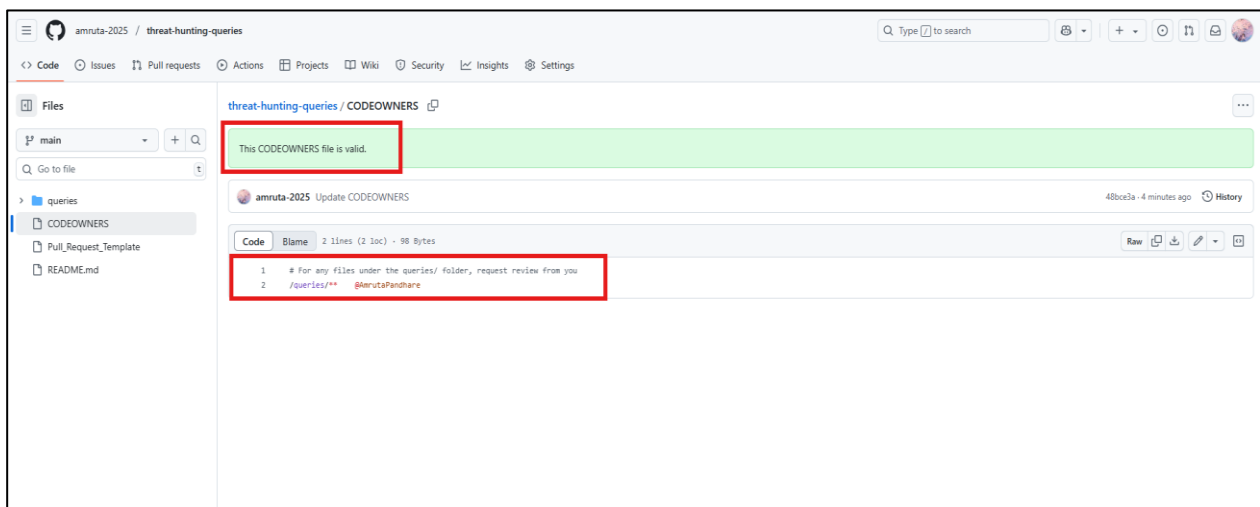 amruta-2025 / threat-hunting-queries
Type / to search
Code Issues Pull requests Actions Projects Wiki Security Insights Settings
Files
threat-hunting-queries / CODEOWNERS
main
This CODEOWNERS file is valid.
Go to file t
amruta-2025 Update CODEOWNERS 48bce3a · 4 minutes ago History
queries
CODEOWNERS
Pull_Request_Template
README.md
Code Blame 2 lines (2 loc) · 98 Bytes Raw
1 # For any files under the queries/ folder, request review from you
2 /queries/** @AmrutaPandhare